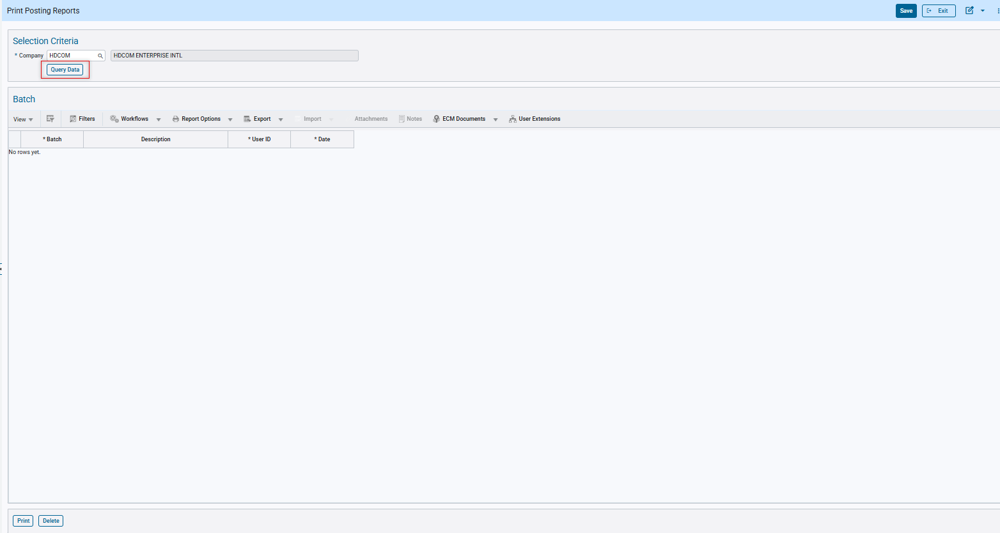 Print Posting Reports Save Exit
Selection Criteria
* Company HDCOM HDCOM ENTERPRISE INTL
Query Data
Batch
View Filters Workflows Report Options Export Import Attachments Notes ECM Documents User Extensions
* Batch Description * User ID * Date
No rows yet.
Print Delete